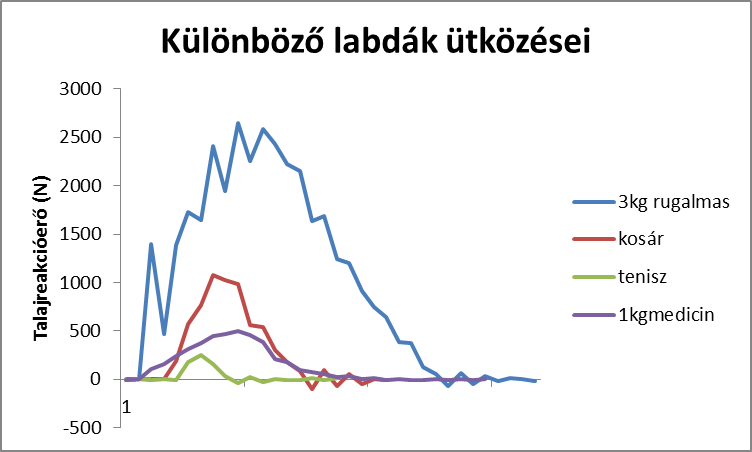 Különböző labdák ütközései
Talajreakcióerő (N)
3000
2500
2000
1500
1000
500
0
-500
1
3kg rugalmas
kosár
tenisz
1kgmedicin